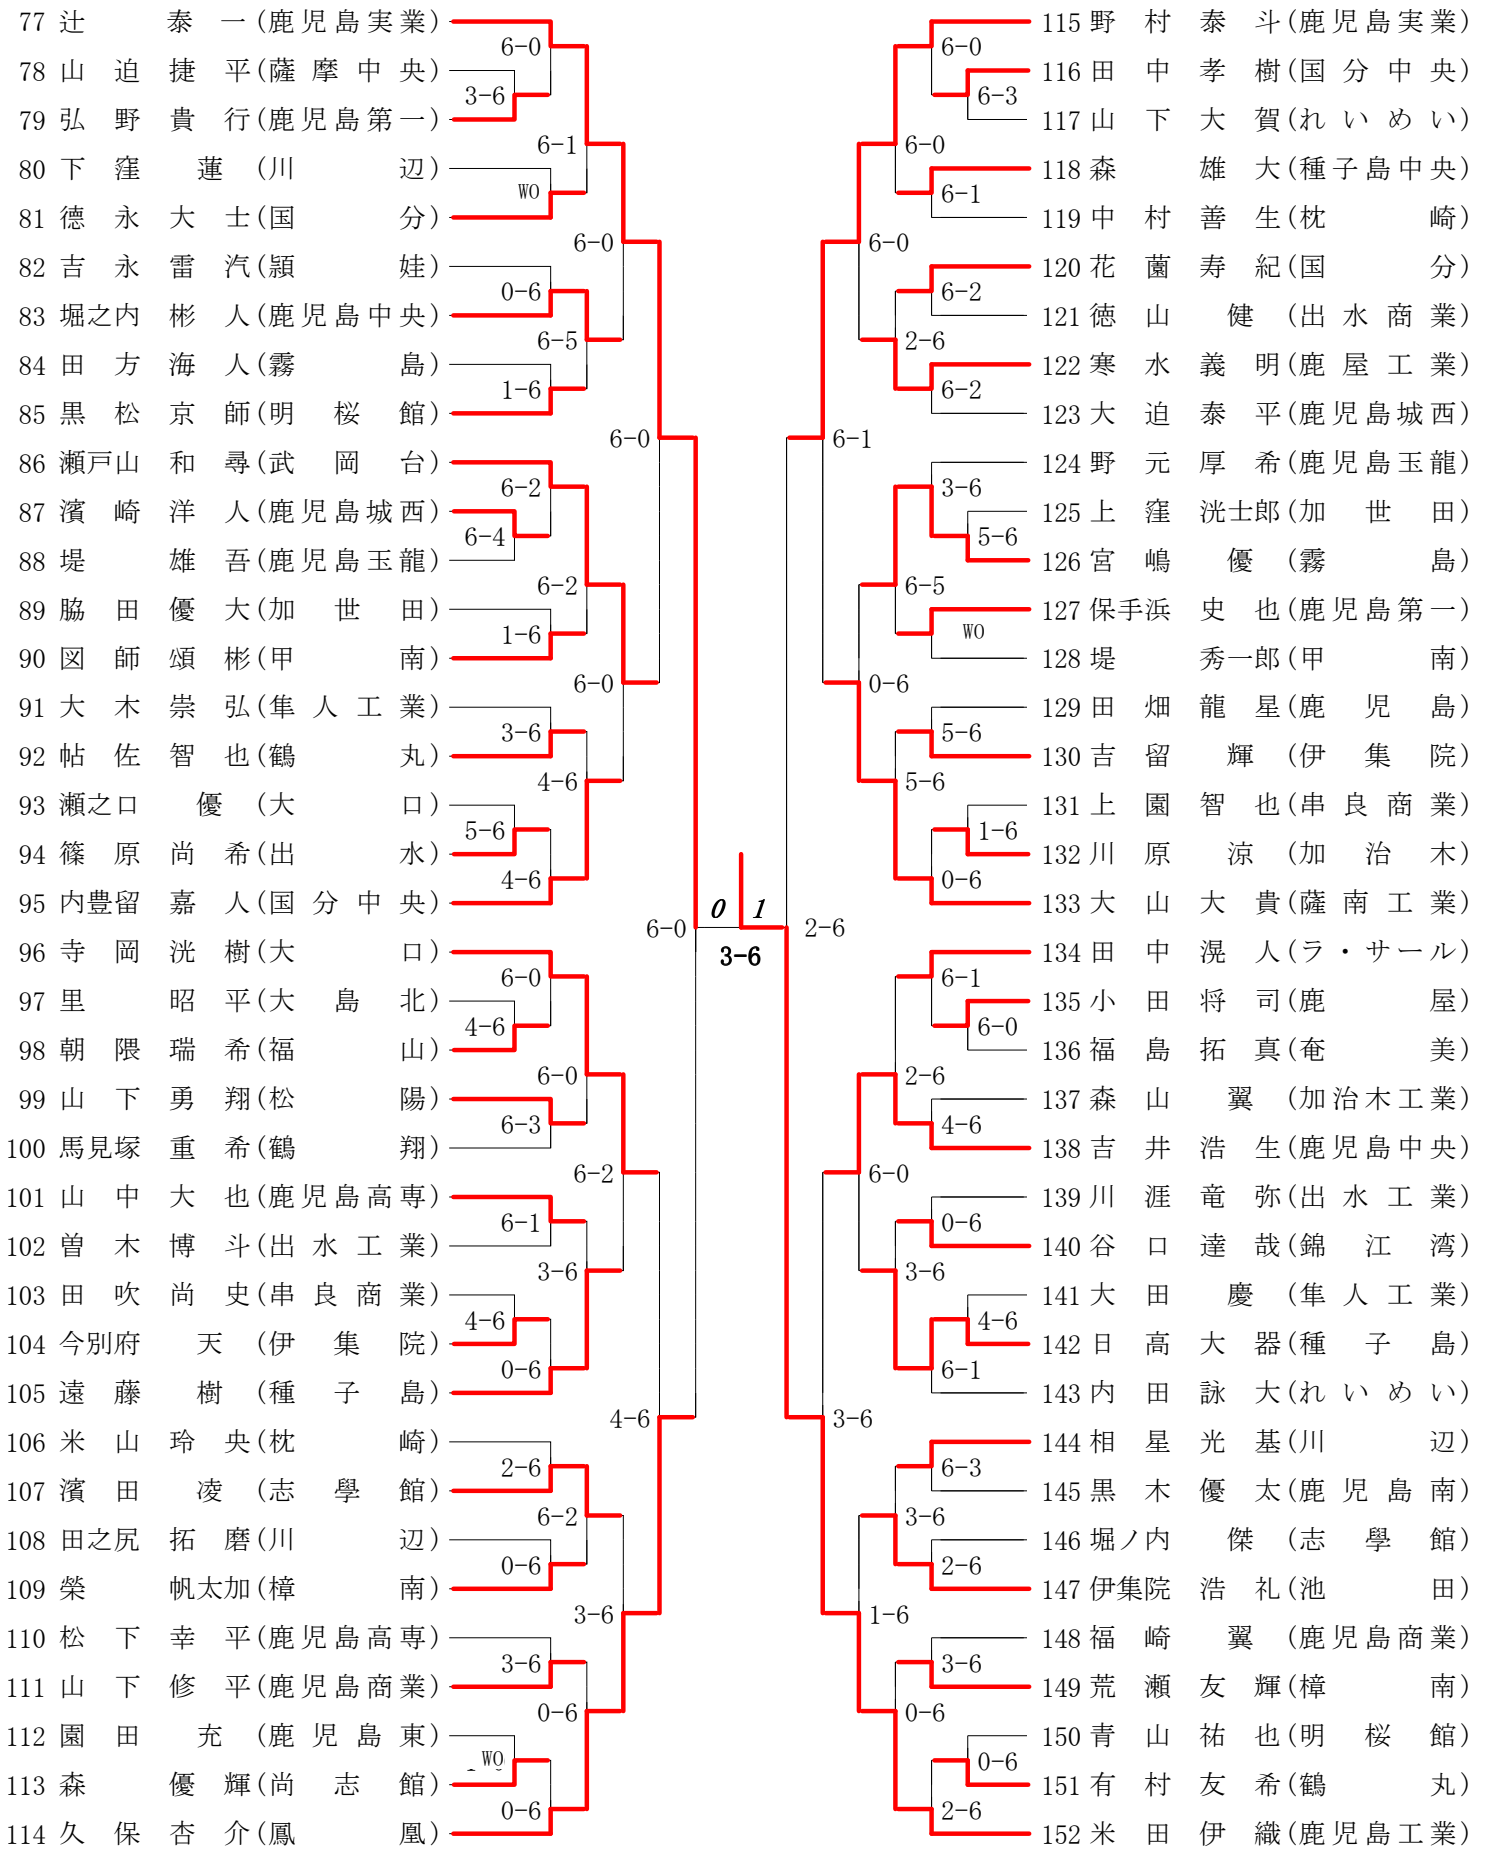 77 辻　泰一(鹿児島実業)
78 山迫捷平(薩摩中央)
79 弘野貴行(鹿児島第一)
80 下窪蓮(川辺)
81 德永大士(国分)
82 吉永雷汽(頴娃)
83 堀之内彬人(鹿児島中央)
84 田方海人(霧島)
85 黒松京師(明桜館)
86 瀬戸山和尋(武岡台)
87 濱崎洋人(鹿児島城西)
88 堤雄吾(鹿児島玉龍)
89 脇田優大(加世田)
90 図師頌彬(甲南)
91 大木崇弘(隼人工業)
92 帖佐智也(鶴丸)
93 瀬之口優(大口)
94 篠原尚希(出水)
95 内豊留嘉人(国分中央)
96 寺岡洸樹(大口)
97 里昭平(大島北)
98 朝隈瑞希(福山)
99 山下勇翔(松陽)
100 馬見塚重希(鶴翔)
101 山中大也(鹿児島高専)
102 曽木博斗(出水工業)
103 田吹尚史(串良商業)
104 今別府天(伊集院)
105 遠藤樹(種子島)
106 米山玲央(枕崎)
107 濱田凌(志學館)
108 田之尻拓磨(川辺)
109 榮帆太加(樟南)
110 松下幸平(鹿児島高専)
111 山下修平(鹿児島商業)
112 園田充(鹿児島東)
113 森優輝(尚志館)
114 久保杏介(鳳凰)
6-0
3-6
6-1
WO
6-0
0-6
6-5
1-6
6-0
6-2
6-4
6-2
1-6
6-0
3-6
4-6
5-6
4-6
6-0
6-0
4-6
6-0
6-3
6-2
6-1
3-6
4-6
0-6
4-6
2-6
6-2
0-6
3-6
3-6
0-6
WO
0-6
0 1
3-6
115 野村泰斗(鹿児島実業)
116 田中孝樹(国分中央)
117 山下大賀(れいめい)
118 森雄大(種子島中央)
119 中村善生(枕崎)
120 花薗寿紀(国分)
121 徳山健(出水商業)
122 寒水義明(鹿屋工業)
123 大迫泰平(鹿児島城西)
124 野元厚希(鹿児島玉龍)
125 上窪洸士郎(加世田)
126 宮嶋優(霧島)
127 保手浜史也(鹿児島第一)
128 堤秀一郎(甲南)
129 田畑龍星(鹿児島)
130 吉留輝(伊集院)
131 上園智也(串良商業)
132 川原涼(加治木)
133 大山大貴(薩南工業)
134 田中滉人(ラ・サール)
135 小田将司(鹿屋)
136 福島拓真(奄美)
137 森山翼(加治木工業)
138 吉井浩生(鹿児島中央)
139 川涯竜弥(出水工業)
140 谷口達哉(錦江湾)
141 大田慶(隼人工業)
142 日高大器(種子島)
143 内田詠大(れいめい)
144 相星光基(川辺)
145 黒木優太(鹿児島南)
146 堀ノ内傑(志學館)
147 伊集院浩礼(池田)
148 福崎翼(鹿児島商業)
149 荒瀬友輝(樟南)
150 青山祐也(明桜館)
151 有村友希(鶴丸)
152 米田伊織(鹿児島工業)
6-0
6-3
6-0
6-1
6-0
6-2
2-6
6-2
6-1
3-6
5-6
6-5
WO
0-6
5-6
5-6
1-6
0-6
2-6
6-1
6-0
2-6
4-6
6-0
0-6
3-6
4-6
6-1
3-6
6-3
3-6
2-6
1-6
3-6
0-6
0-6
2-6